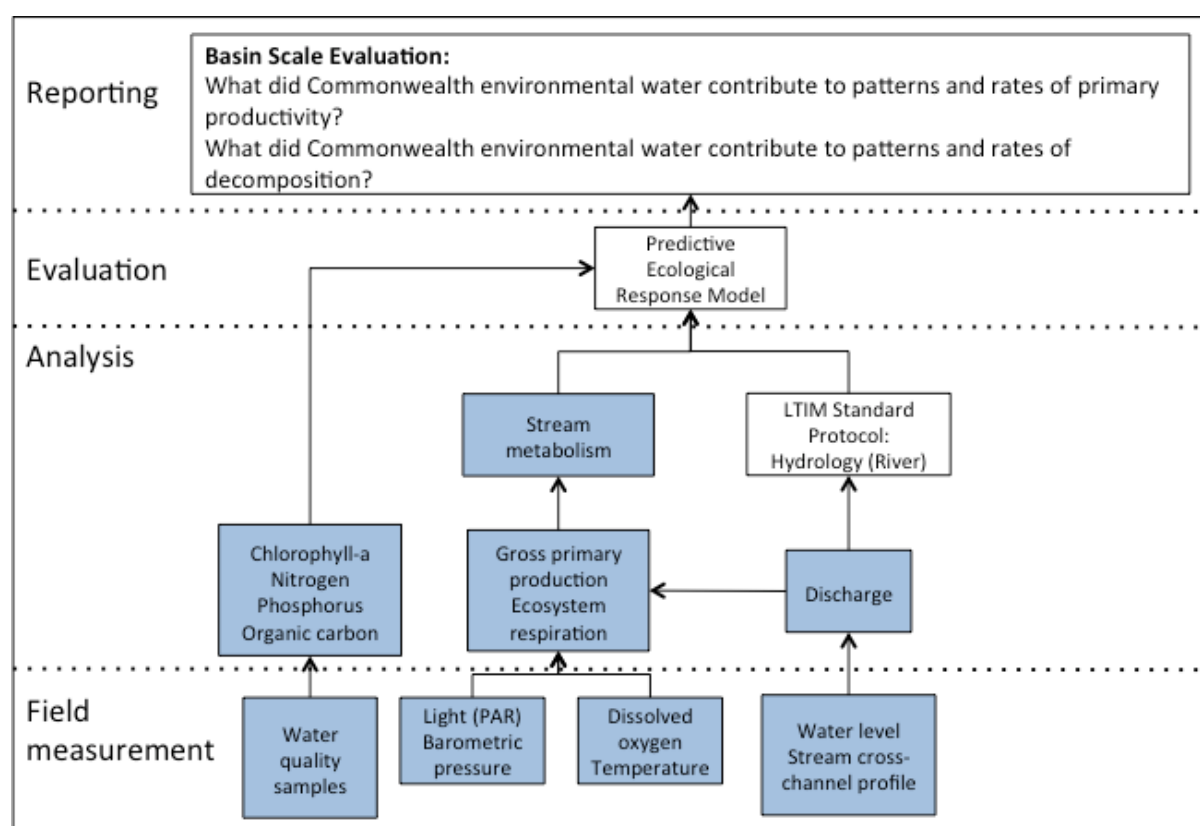 Reporting
Basin Scale Evaluation:
What did Commonwealth environmental water contribute to patterns and rates of primary
productivity?
What did Commonwealth environmental water contribute to patterns and rates of
decomposition?
Evaluation
Predictive
Ecological
Response Model
Analysis
Stream
metabolism
LTIM Standard
Protocol:
Hydrology (River)
Chlorophyll-a
Nitrogen
Phosphorus
Organic carbon
Gross primary
production
Ecosystem
respiration
Discharge
Field
measurement
Water
quality
samples
Light (PAR)
Barometric
pressure
Dissolved
oxygen
Temperature
Water level
Stream cross-
channel profile